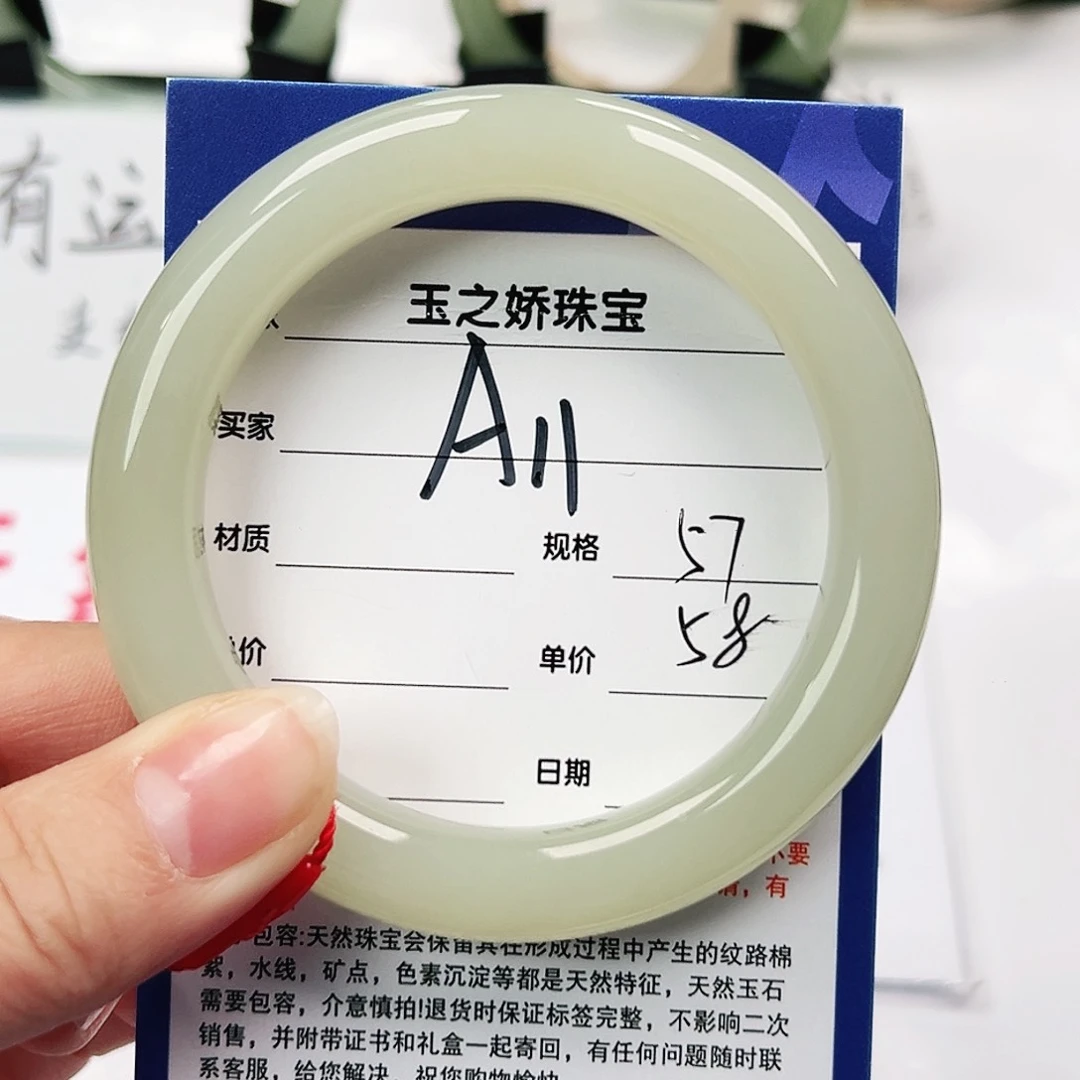 有运
玉之娇珠宝
A11
买家
材质
规格 57
58
价
单价
日期
不要
有
包容:天然珠宝会保留其在形成过程中产生的纹路棉
絮，水线，矿点，色素沉淀等都是天然特征，天然玉石
需要包容，介意慎拍!退货时保证标签完整，不影响二次
销售，并附带证书和礼盒一起寄回，有任何问题随时联
系客服，给您解决，祝您购物愉快